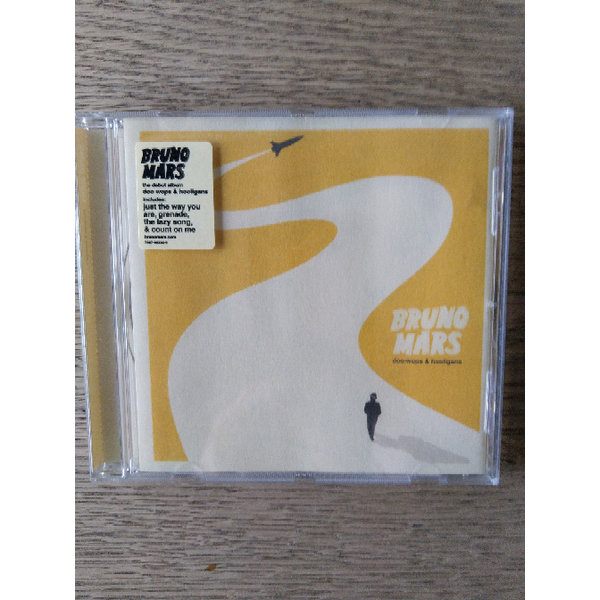 BRUNO
MARS
the debut album
doo-wops & hooligans
includes:
just the way you
are, grenade,
the lazy song,
& count on me
brunomars.com
BRUNO
MARS
doo-wops & hooligans